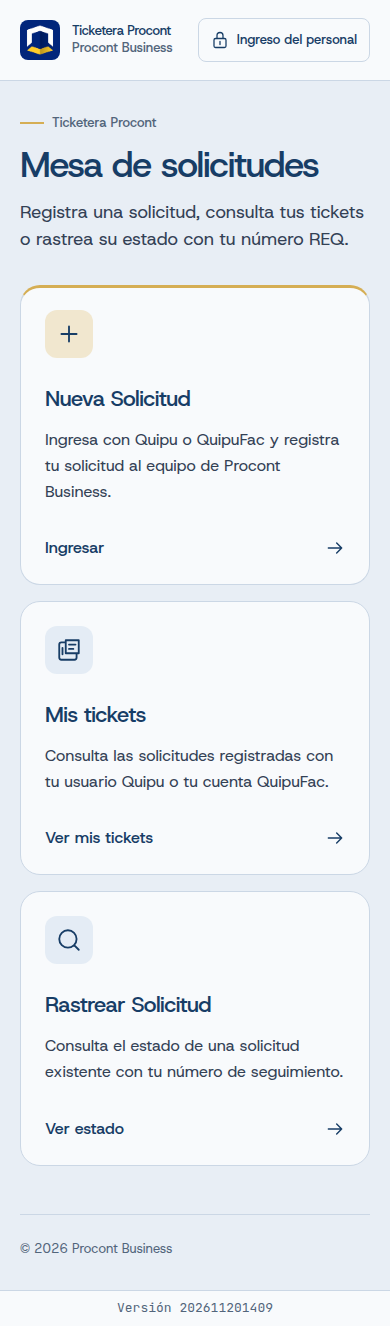 Ticketera Procont
Procont Business
Ingreso del personal
Ticketera Procont
Mesa de solicitudes
Registra una solicitud, consulta tus tickets
o rastrea su estado con tu número REQ.
Nueva Solicitud
Ingresa con Quipu o QuipuFac y registra
tu solicitud al equipo de Procont
Business.
Ingresar
Mis tickets
Consulta las solicitudes registradas con
tu usuario Quipu o tu cuenta QuipuFac.
Ver mis tickets
Rastrear Solicitud
Consulta el estado de una solicitud
existente con tu número de seguimiento.
Ver estado
© 2026 Procont Business
Versión 202611201409